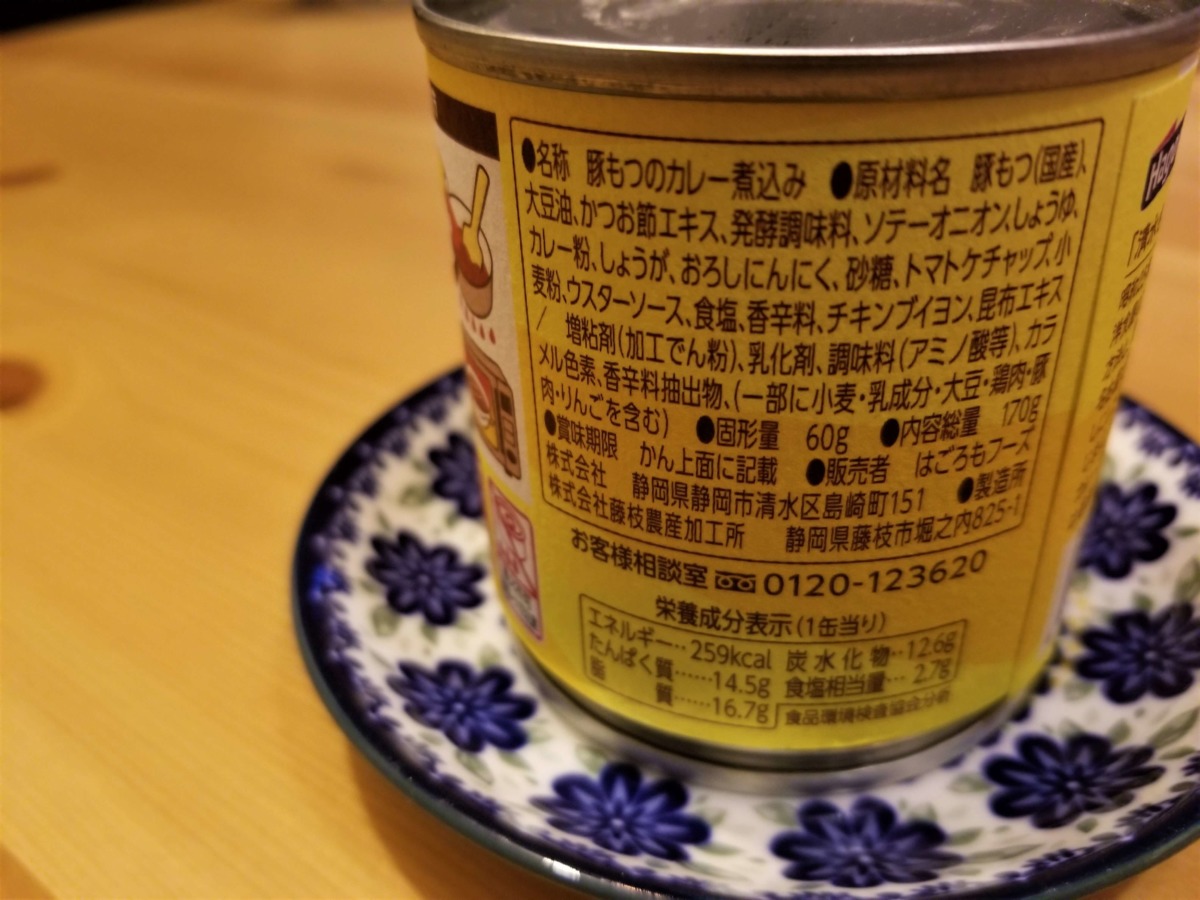 ●名称 豚もつのカレー煮込み ●原材料名 豚もつ(国産)、
大豆油、かつお節エキス、発酵調味料、ソテーオニオン、しょうゆ、
カレー粉、しょうが、おろしにんにく、砂糖、トマトケチャップ、小
麦粉、ウスターソース、食塩、香辛料、チキンブイヨン、昆布エキス
/ 増粘剤(加工でん粉)、乳化剤、調味料(アミノ酸等)、カラ
メル色素、香辛料抽出物、(一部に小麦・乳成分・大豆・鶏肉・豚
肉・りんごを含む) ●固形量 60g ●内容総量 170g
●賞味期限 かん上面に記載 ●販売者 はごろもフーズ
株式会社 静岡県静岡市清水区島崎町151 ●製造所
株式会社藤枝農産加工所 静岡県藤枝市堀之内825-1
お客様相談室 0120-123620
栄養成分表示(1缶当り)
エネルギー‥259kcal 炭水化物‥12.6g
たんぱく質……14.5g 食塩相当量… 2.7g
脂質……16.7g 食品環境検査協会分析